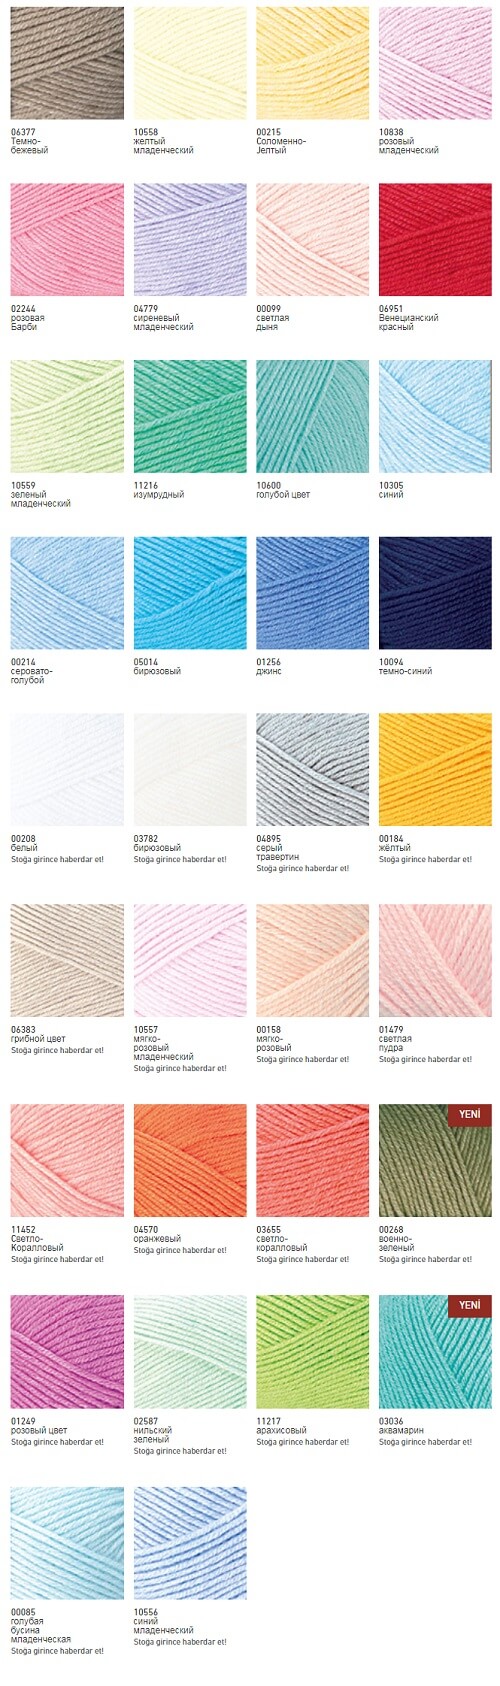 06377
Темно-
бежевый
10558
желтый
младенческий
00215
Соломенно-
Jелтый
10838
розовый
младенческий
02244
розовая
Барби
04779
сиреневый
младенческий
00099
светлая
дыня
06951
Венецианский
красный
10559
зеленый
младенческий
11216
изумрудный
10600
голубой цвет
10305
синий
00214
серовато-
голубой
05014
бирюзовый
01256
джинс
10094
темно-синий
00208
белый
Stoğa girince haberdar et!
03782
бирюзовый
Stoğa girince haberdar et!
04895
серый
травертин
Stoğa girince haberdar et!
00184
жёлтый
Stoğa girince haberdar et!
06383
грибной цвет
Stoğa girince haberdar et!
10557
мягко-
розовый
младенческий
Stoğa girince haberdar et!
00158
мягко-
розовый
Stoğa girince haberdar et!
01479
светлая
пудра
Stoğa girince haberdar et!
11452
Светло-
Коралловый
Stoğa girince haberdar et!
04570
оранжевый
Stoğa girince haberdar et!
03655
светло-
коралловый
Stoğa girince haberdar et!
YENİ
00268
военно-
зеленый
Stoğa girince haberdar et!
01249
розовый цвет
Stoğa girince haberdar et!
02587
нильский
зеленый
Stoğa girince haberdar et!
11217
арахисовый
Stoğa girince haberdar et!
YENİ
03036
аквамарин
Stoğa girince haberdar et!
00085
голубая
бусина
младенческая
Stoğa girince haberdar et!
10556
синий
младенческий
Stoğa girince haberdar et!